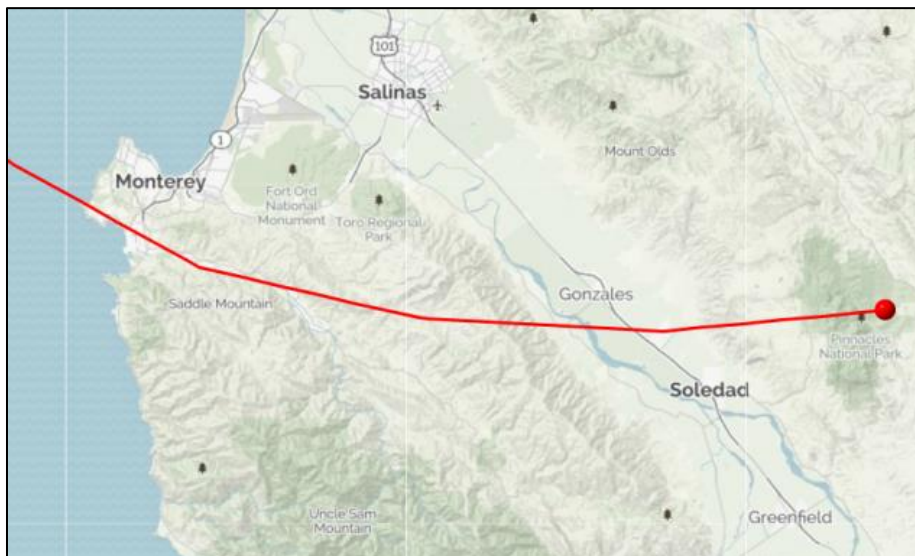 101
Salinas
1
Mount Olds
Monterey
Fort Ord
National
Monument
Toro Regional
Park
Saddle Mountain
Gonzales
Pinnacles
National Park
Soledad
Uncle Sam
Mountain
Greenfield